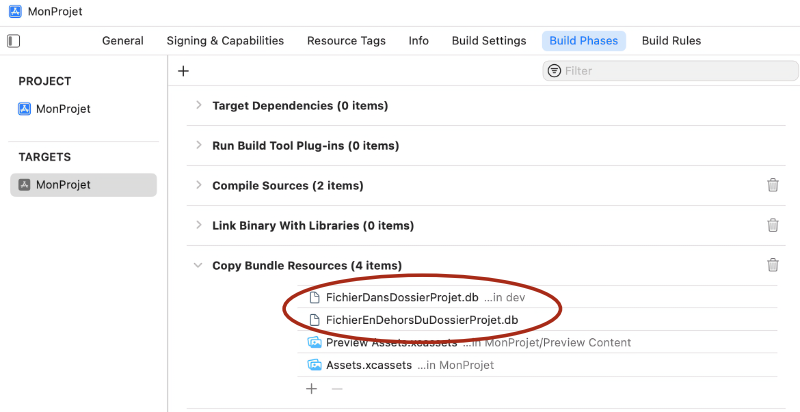 MonProjet
General Signing & Capabilities Resource Tags Info Build Settings Build Phases Build Rules
Filter
PROJECT
MonProjet
TARGETS
MonProjet
Target Dependencies (0 items)
Run Build Tool Plug-ins (0 items)
Compile Sources (2 items)
Link Binary With Libraries (0 items)
Copy Bundle Resources (4 items)
FichierDansDossierProjet.db ...in dev
FichierEnDehorsDuDossierProjet.db
Preview Assets.xcassets ...in MonProjet/Preview Content
Assets.xcassets ...in MonProjet